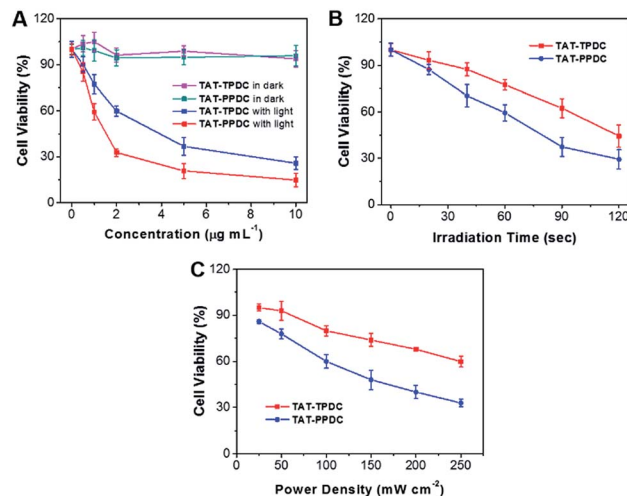 A
120
90
60
30
0
Cell Viability (%)
TAT-TPDC in dark
TAT-PPDC in dark
TAT-TPDC with light
TAT-PPDC with light
0 2 4 6 8 10
Concentration (μg mL⁻¹)
B
120
90
60
30
0
Cell Viability (%)
TAT-TPDC
TAT-PPDC
0 30 60 90 120
Irradiation Time (sec)
C
120
90
60
30
0
Cell Viability (%)
TAT-TPDC
TAT-PPDC
0 50 100 150 200 250
Power Density (mW cm⁻²)